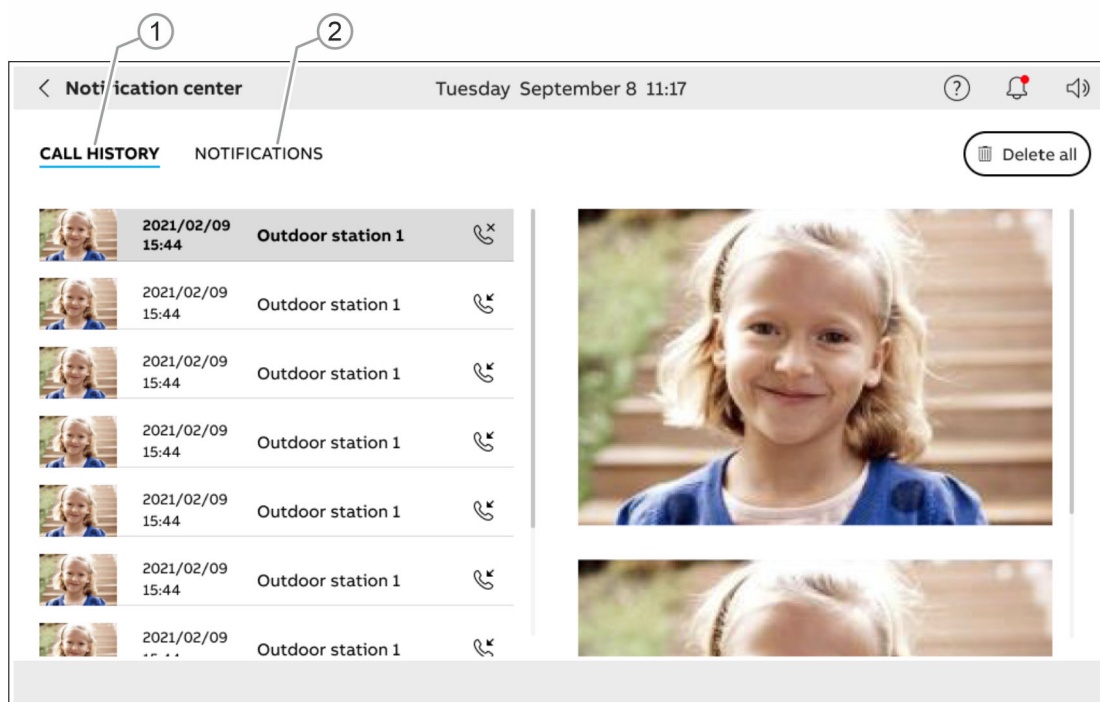 1
2
Notification center
Tuesday September 8 11:17
?
CALL HISTORY
NOTIFICATIONS
Delete all
2021/02/09
15:44
Outdoor station 1
2021/02/09
15:44
Outdoor station 1
2021/02/09
15:44
Outdoor station 1
2021/02/09
15:44
Outdoor station 1
2021/02/09
15:44
Outdoor station 1
2021/02/09
15:44
Outdoor station 1
2021/02/09
Outdoor station 1